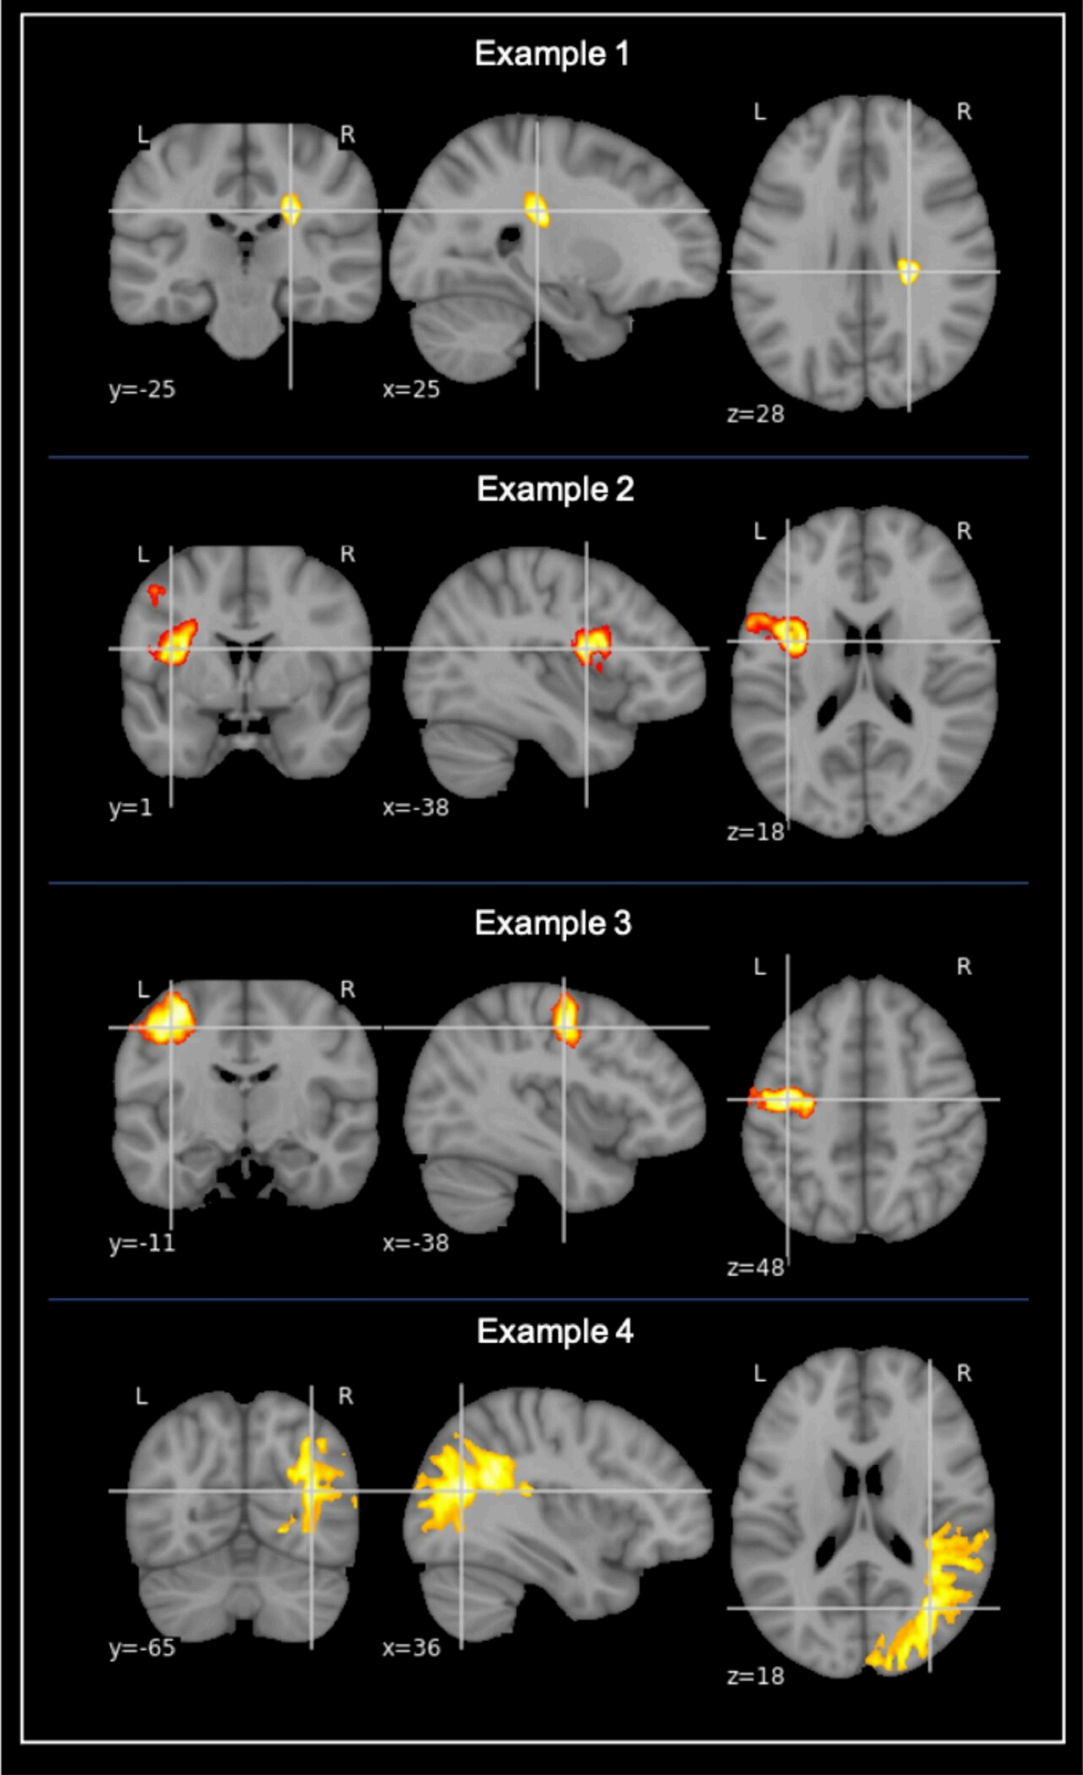 Example 1
L R L R
y=-25 x=25 z=28
Example 2
L R L R
y=1 x=-38 z=18
Example 3
L R L R
y=-11 x=-38 z=48
Example 4
L R L R
y=-65 x=36 z=18